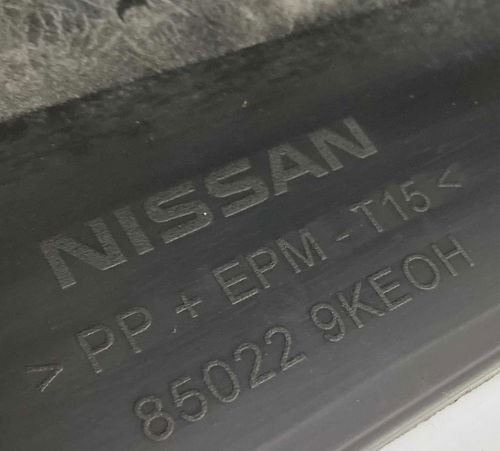 NISSAN
> PP + EPM - T15 <
85022 9KE0H